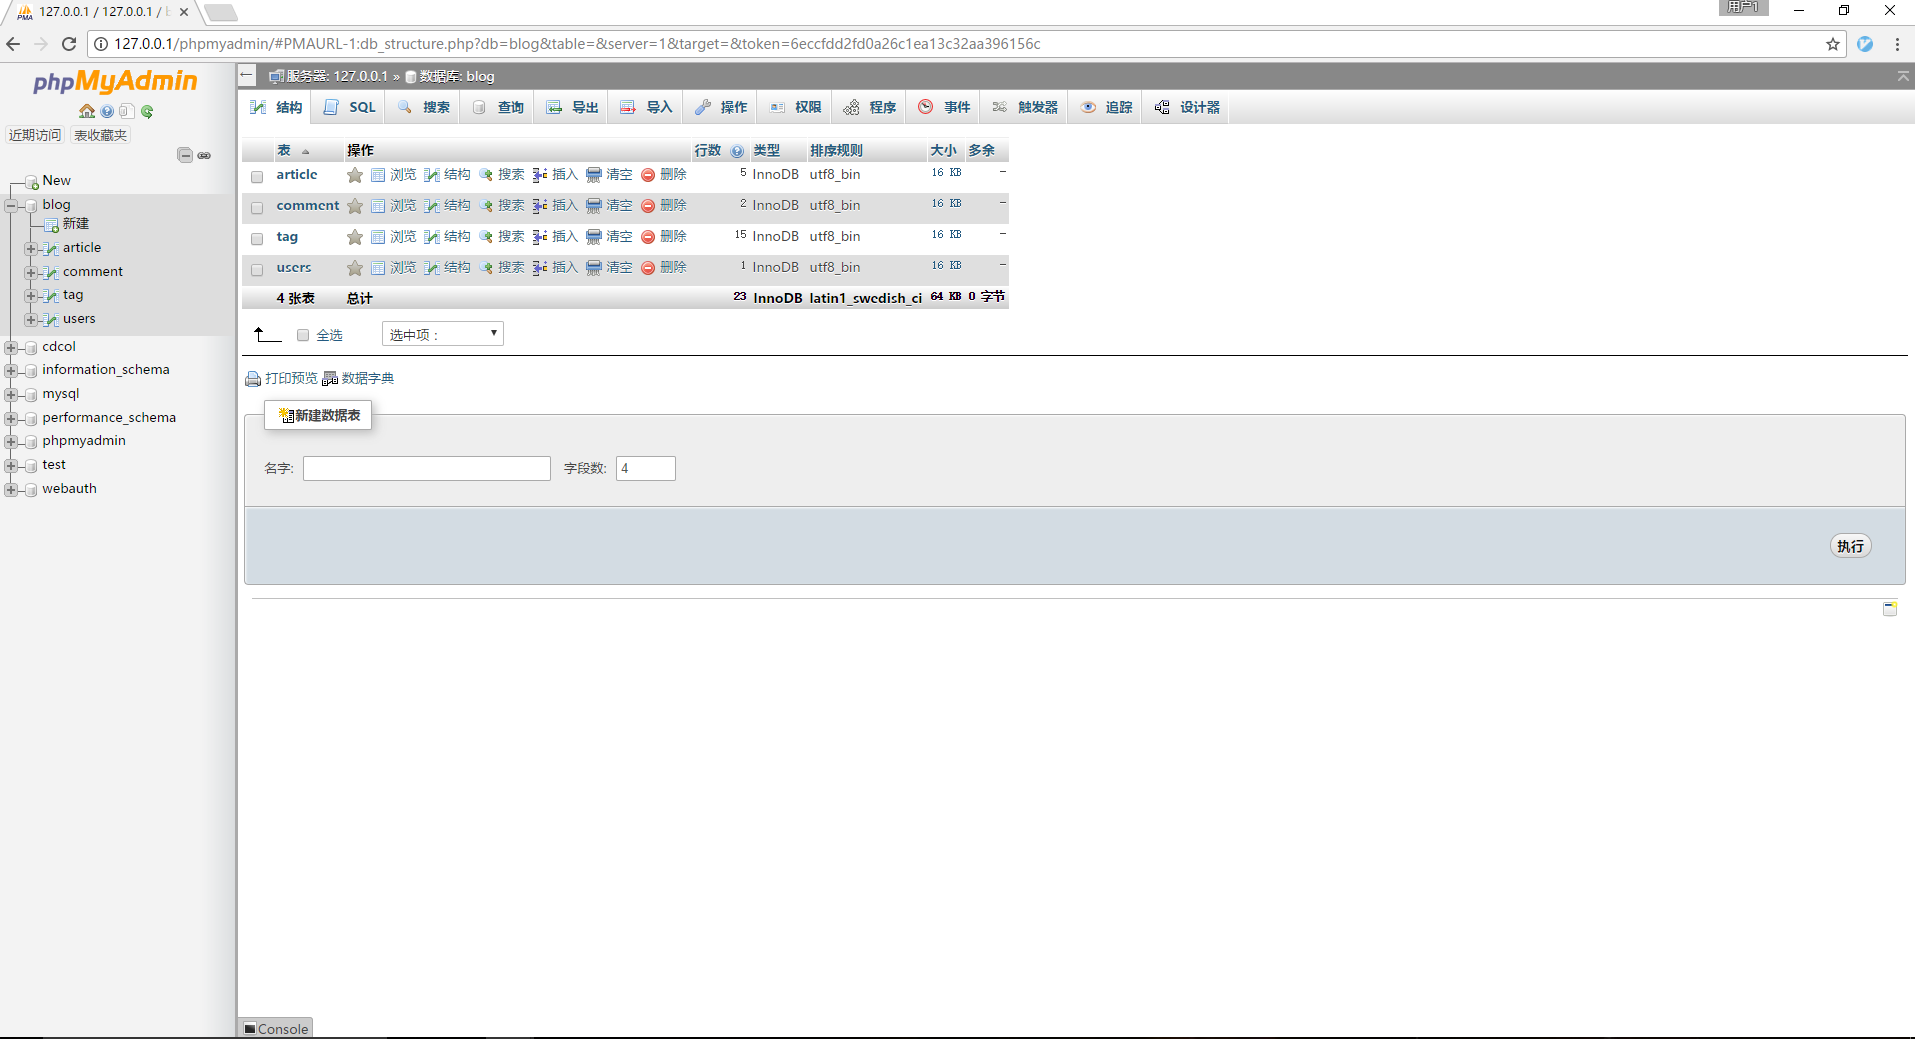 127.0.0.1 / 127.0.0.1 / b
用户1
127.0.0.1/phpmyadmin/#PMAURL-1:db_structure.php?db=blog&table=&server=1&target=&token=6eccfdd2fd0a26c1ea13c32aa396156c
phpMyAdmin
近期访问 表收藏夹
New
blog
新建
article
comment
tag
users
cdcol
information_schema
mysql
performance_schema
phpmyadmin
test
webauth
服务器: 127.0.0.1 » 数据库: blog
结构 SQL 搜索 查询 导出 导入 操作 权限 程序 事件 触发器 追踪 设计器
表 操作 行数 类型 排序规则 大小 多余
article 浏览 结构 搜索 插入 清空 删除 5 InnoDB utf8_bin 16 KB -
comment 浏览 结构 搜索 插入 清空 删除 2 InnoDB utf8_bin 16 KB -
tag 浏览 结构 搜索 插入 清空 删除 15 InnoDB utf8_bin 16 KB -
users 浏览 结构 搜索 插入 清空 删除 1 InnoDB utf8_bin 16 KB -
4 张表 总计 23 InnoDB latin1_swedish_ci 64 KB 0 字节
全选 选中项：
打印预览 数据字典
新建数据表
名字: 字段数: 4
执行
Console